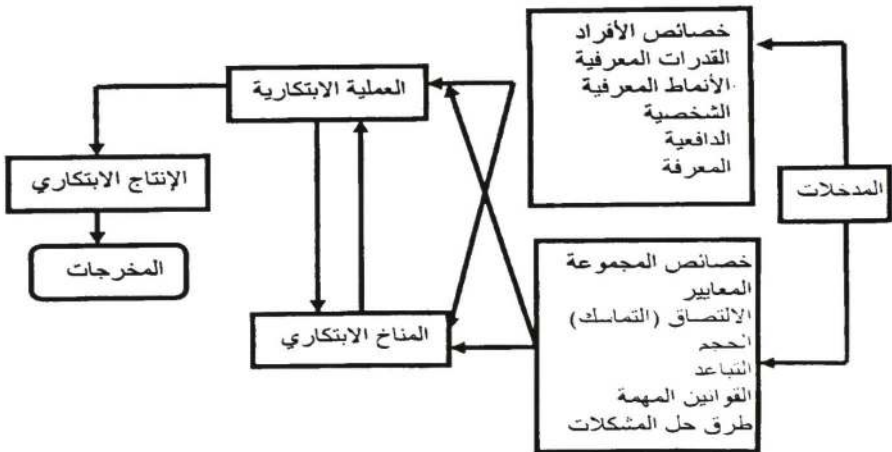 خصائص الأفراد
القدرات المعرفية
الأنماط المعرفية
الشخصية
الدافعية
المعرفة
المدخلات
خصائص المجموعة
المعايير
الالتصاق (التماسك)
الحجم
التباعد
القوانين المهمة
طرق حل المشكلات
العملية الابتكارية
المناخ الابتكاري
الإنتاج الابتكاري
المخرجات